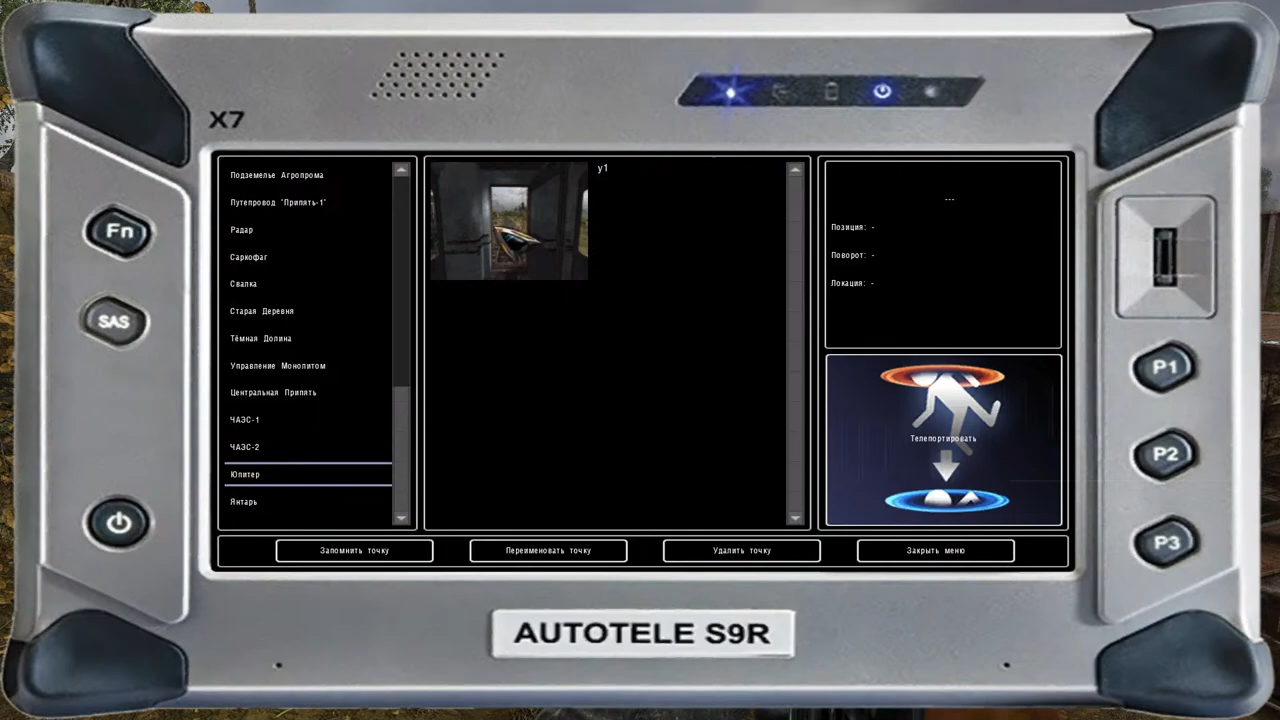 X7
Fn
SAS
Подземелье Агропрома
Путепровод "Припять-1"
Радар
Саркофаг
Свалка
Старая Деревня
Тёмная Долина
Управление Монолитом
Центральная Припять
ЧАЭС-1
ЧАЭС-2
Юпитер
Янтарь
y1
---
Позиция: -
Поворот: -
Локация: -
Телепортировать
P1
P2
P3
Запомнить точку
Переименовать точку
Удалить точку
Закрыть меню
AUTOTELE S9R